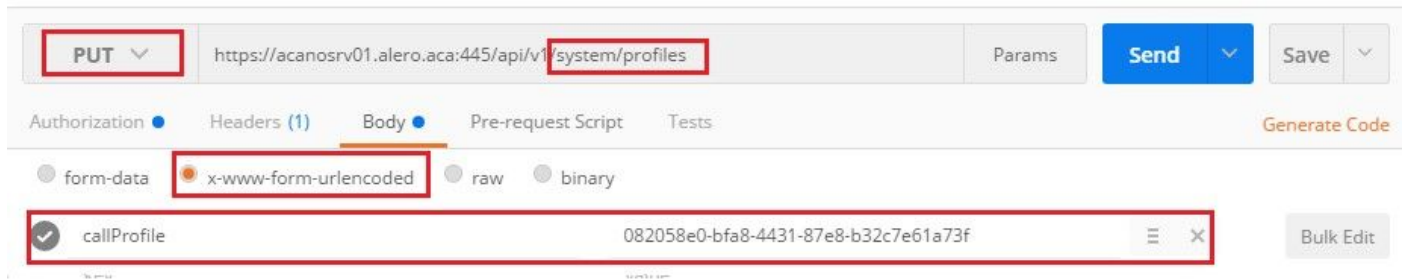 PUT https://acanosrv01.alero.aca:445/api/v1/system/profiles Params Send Save
Authorization Headers (1) Body Pre-request Script Tests Generate Code
form-data x-www-form-urlencoded raw binary
callProfile 082058e0-bfa8-4431-87e8-b32c7e61a73f Bulk Edit